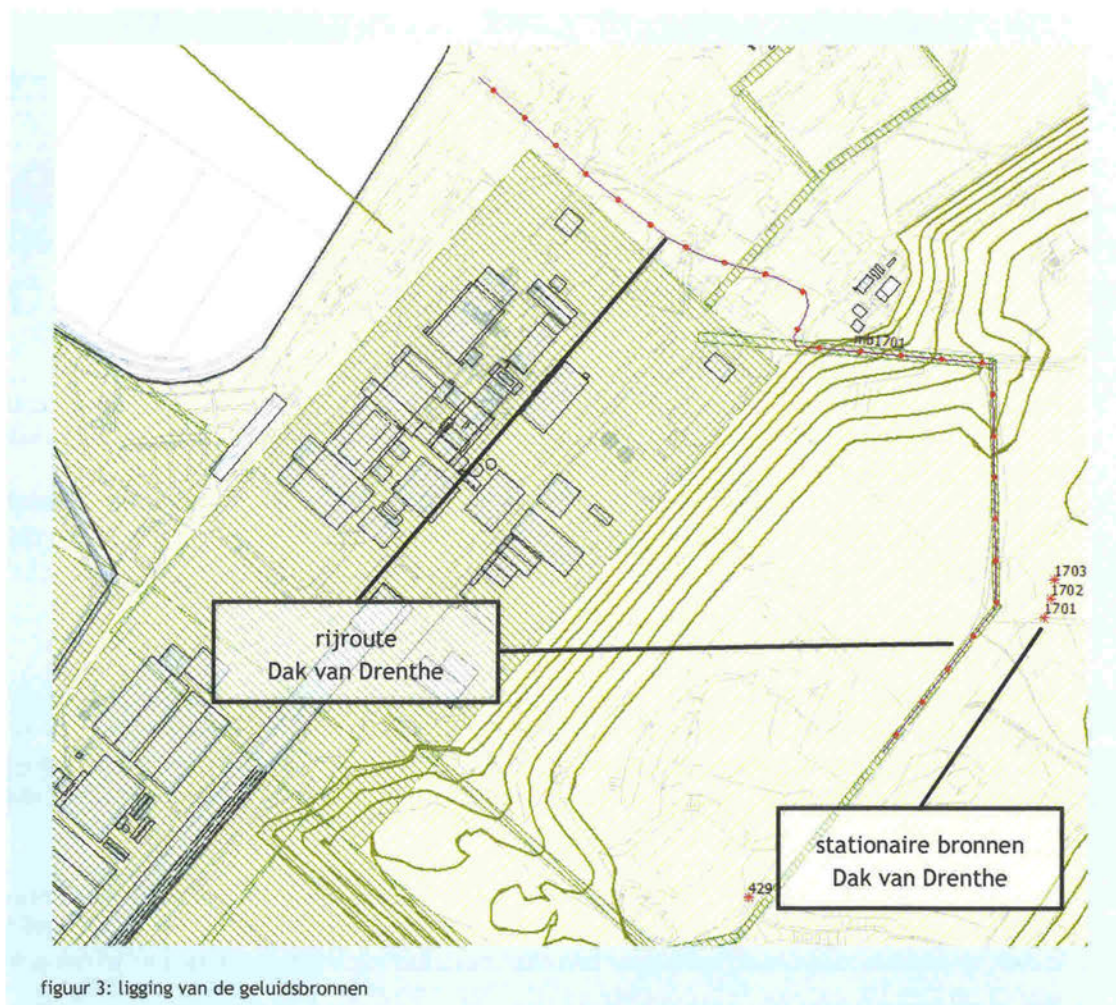 mb1701
1703
1702
1701
rijroute
Dak van Drenthe
stationaire bronnen
Dak van Drenthe
429
figuur 3: ligging van de geluidsbronnen